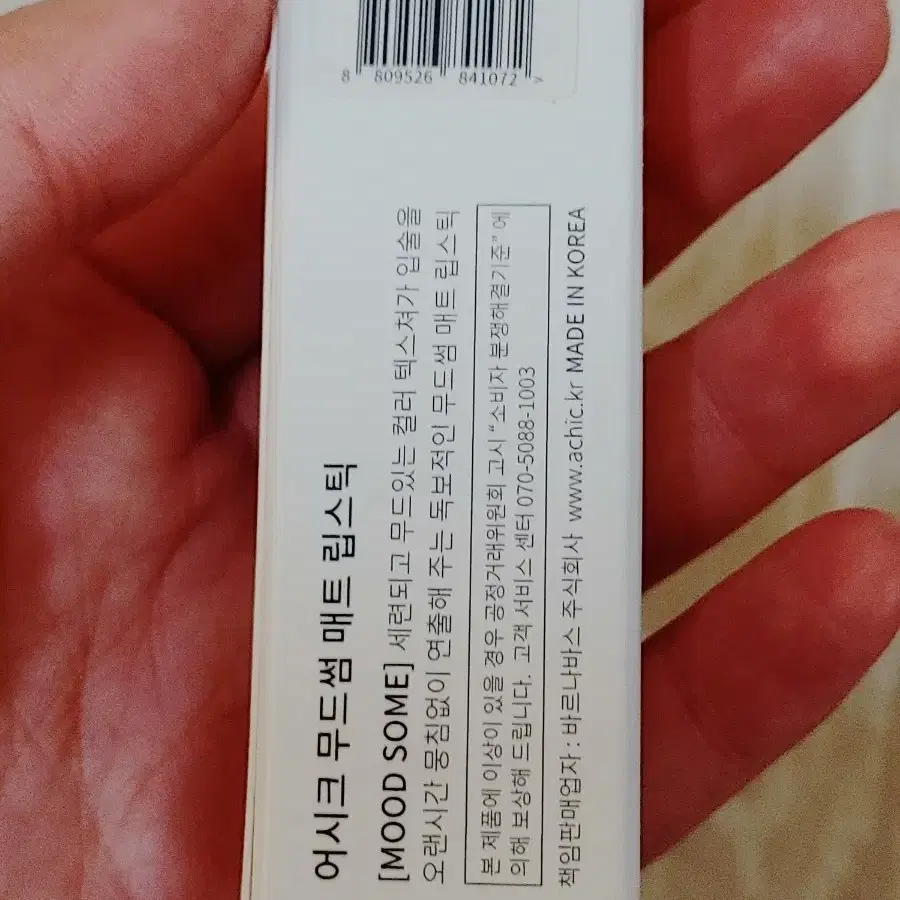 8 809526 841072 >
어시크 무드썸 매트 립스틱
[MOOD SOME] 세련되고 무드있는 컬러 텍스쳐가 입술을
오랜시간 뭉침없이 연출해 주는 독보적인 무드썸 매트 립스틱
본 제품에 이상이 있을 경우 공정거래위원회 고시 “소비자 분쟁해결기준” 에
의해 보상해 드립니다. 고객 서비스 센터 070-5088-1003
책임판매업자 : 바르나바스 주식회사 www.achic.kr MADE IN KOREA